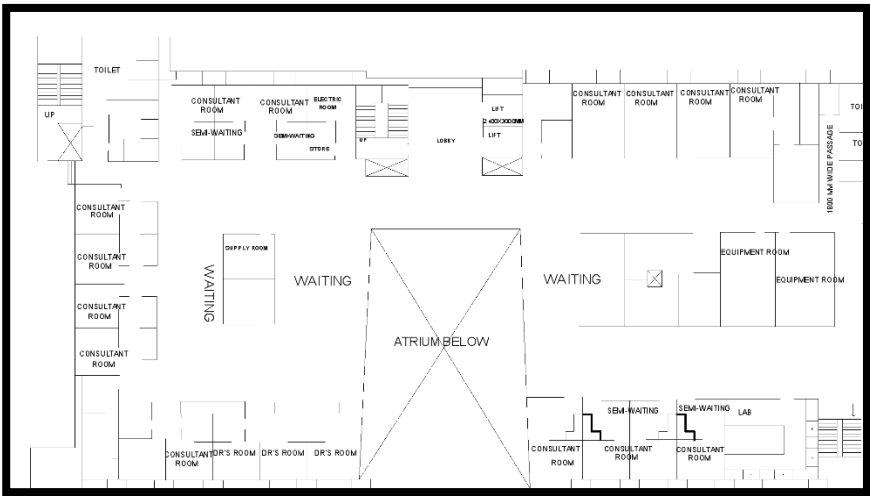 TOILET
UP
CONSULTANT
ROOM
SEMI-WAITING
CONSULTANT
ROOM
ELECTRIC
ROOM
SEMI-WAITING
STORE
UP
LOBBY
LIFT
LIFT
CONSULTANT
ROOM
CONSULTANT
ROOM
CONSULTANT
ROOM
CONSULTANT
ROOM
1800 MM WIDE PASSAGE
TOI
TO
CONSULTANT
ROOM
CONSULTANT
ROOM
CONSULTANT
ROOM
CONSULTANT
ROOM
WAITING
SUPPLY ROOM
WAITING
ATRIUM BELOW
WAITING
EQUIPMENT ROOM
EQUIPMENT ROOM
CONSULTANT
ROOM
DR'S ROOM
DR'S ROOM
DR'S ROOM
SEMI-WAITING
SEMI-WAITING
LAB
CONSULTANT
ROOM
CONSULTANT
ROOM
CONSULTANT
ROOM